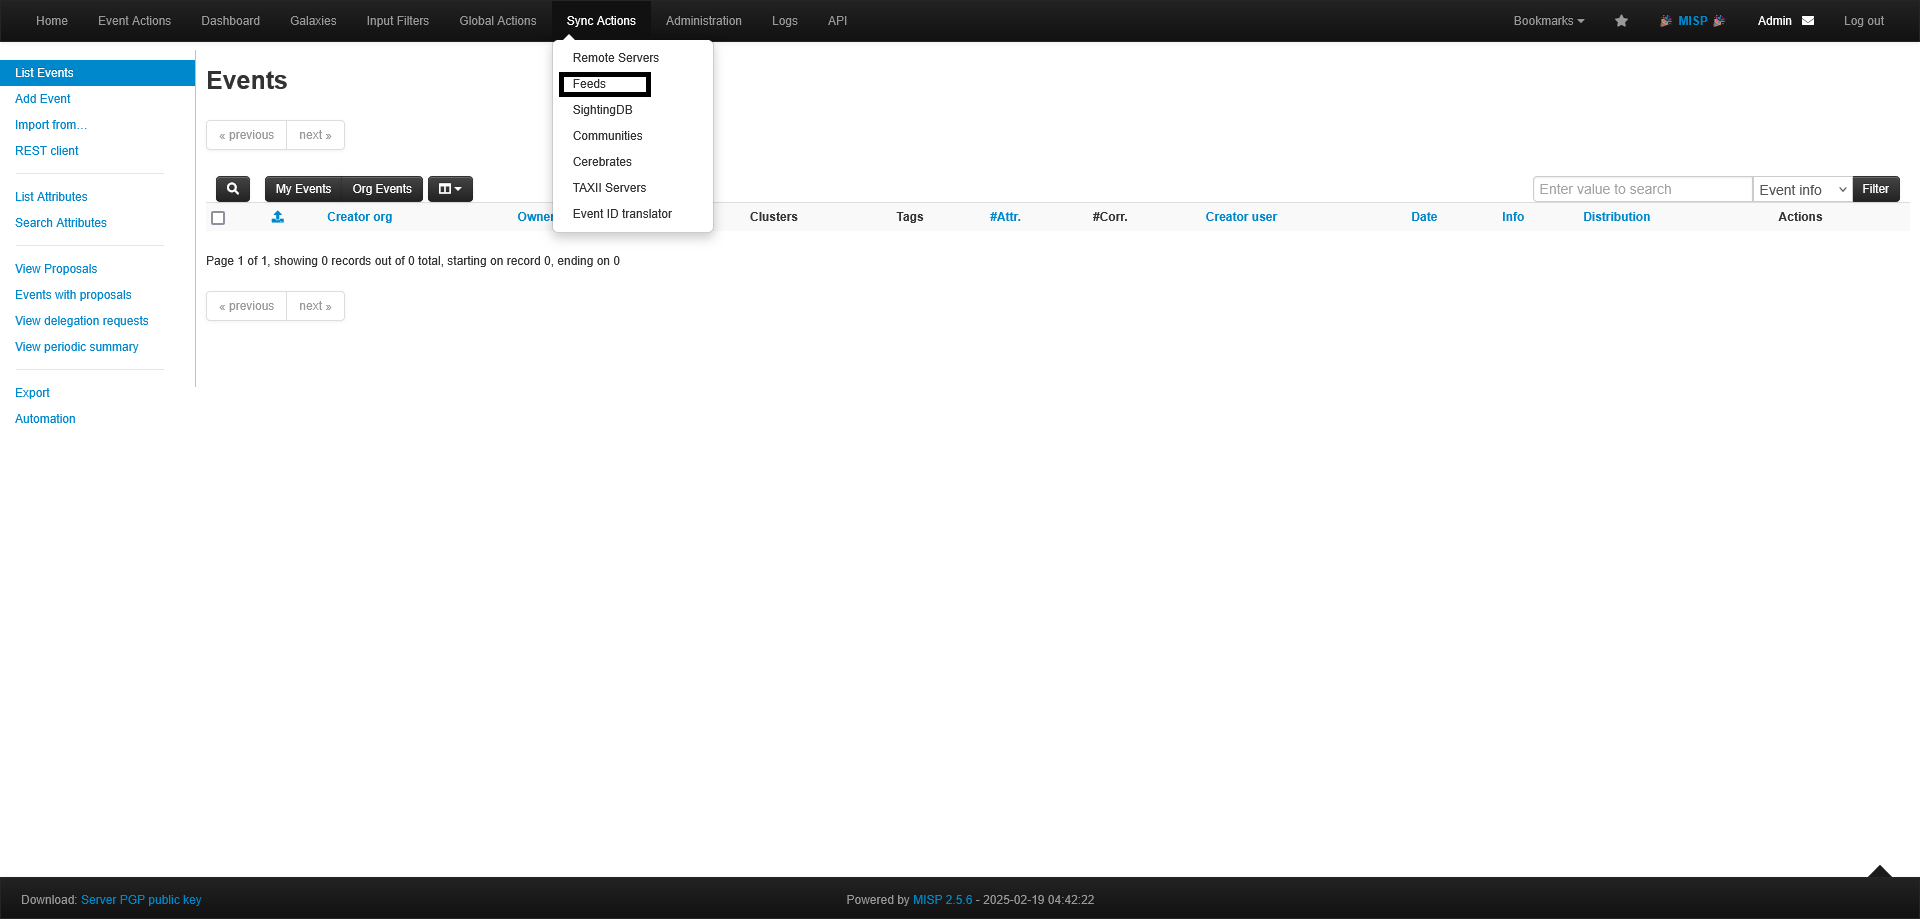 Home Event Actions Dashboard Galaxies Input Filters Global Actions Sync Actions Administration Logs API Bookmarks MISP Admin Log out
Remote Servers
Feeds
SightingDB
Communities
Cerebrates
TAXII Servers
Event ID translator
List Events
Add Event
Import from...
REST client
List Attributes
Search Attributes
View Proposals
Events with proposals
View delegation requests
View periodic summary
Export
Automation
Events
« previous next »
My Events Org Events Enter value to search Event info Filter
Creator org Owner Clusters Tags #Attr. #Corr. Creator user Date Info Distribution Actions
Page 1 of 1, showing 0 records out of 0 total, starting on record 0, ending on 0
« previous next »
Download: Server PGP public key Powered by MISP 2.5.6 - 2025-02-19 04:42:22